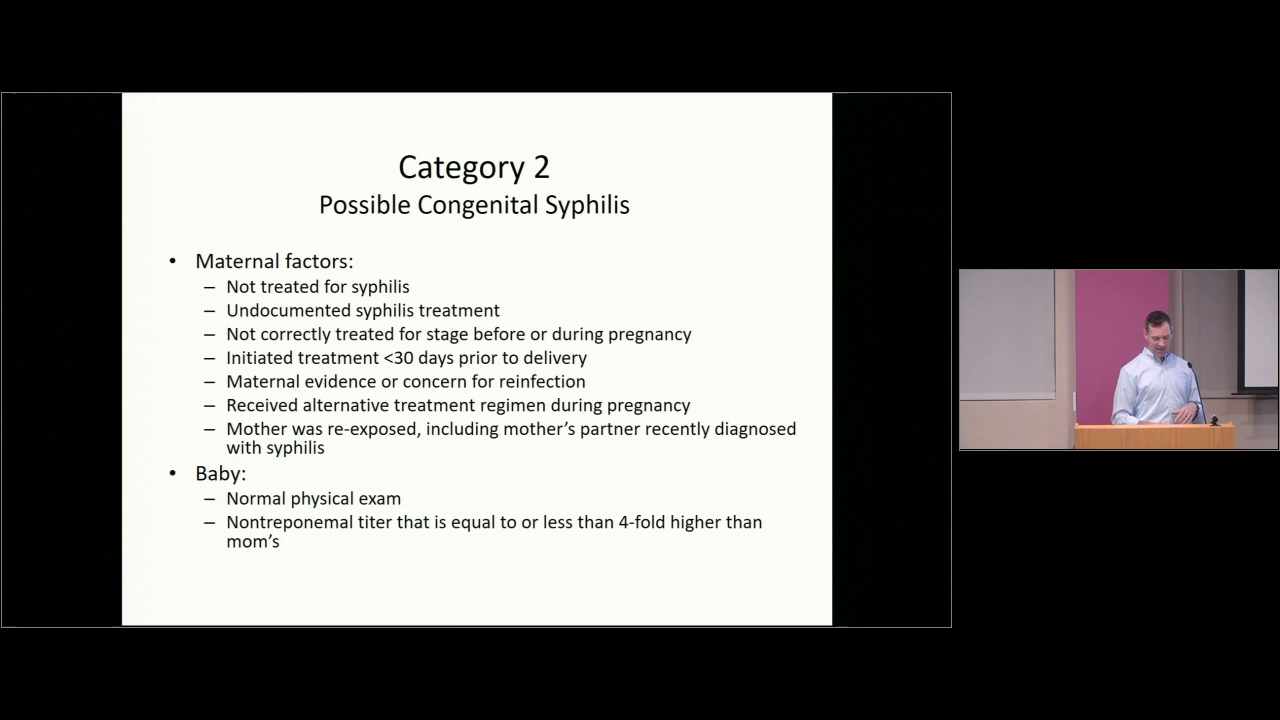 Category 2
Possible Congenital Syphilis
• Maternal factors:
– Not treated for syphilis
– Undocumented syphilis treatment
– Not correctly treated for stage before or during pregnancy
– Initiated treatment <30 days prior to delivery
– Maternal evidence or concern for reinfection
– Received alternative treatment regimen during pregnancy
– Mother was re-exposed, including mother's partner recently diagnosed
with syphilis
• Baby:
– Normal physical exam
– Nontreponemal titer that is equal to or less than 4-fold higher than
mom's